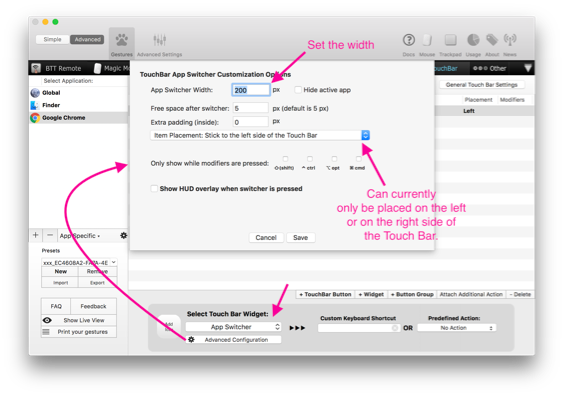 Simple Advanced
Gestures Advanced Settings
Docs Mouse Trackpad Usage About News
Set the width
BTT Remote Magic Mo
uchBar Other
Select Application:
Global
Finder
Google Chrome
General Touch Bar Settings
Placement Modifiers
Left
TouchBar App Switcher Customization Options
App Switcher Width: 200 px Hide active app
Free space after switcher: 5 px (default is 5 px)
Extra padding (inside): 0 px
Item Placement: Stick to the left side of the Touch Bar
Only show while modifiers are pressed:
⇧(shift) ⌃ ctrl ⌥ opt ⌘ cmd
Show HUD overlay when switcher is pressed
Cancel Save
Can currently
only be placed on the left
or on the right side of
the Touch Bar.
+ − App Specific
Presets
New Remove
Import Export
FAQ Feedback
Show Live View
Print your gestures
+ TouchBar Button + Widget + Button Group Attach Additional Action - Delete
Select Touch Bar Widget:
App Switcher
Advanced Configuration
Custom Keyboard Shortcut
OR
Predefined Action:
No Action